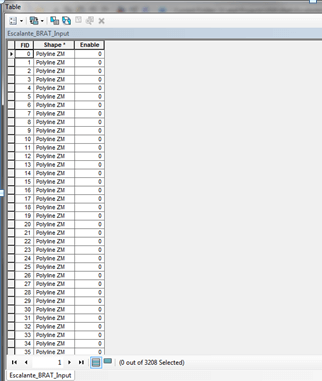 Table
Escalante_BRAT_Input
FID Shape * Enable
0 Polyline ZM 0
1 Polyline ZM 0
2 Polyline ZM 0
3 Polyline ZM 0
4 Polyline ZM 0
5 Polyline ZM 0
6 Polyline ZM 0
7 Polyline ZM 0
8 Polyline ZM 0
9 Polyline ZM 0
10 Polyline ZM 0
11 Polyline ZM 0
12 Polyline ZM 0
13 Polyline ZM 0
14 Polyline ZM 0
15 Polyline ZM 0
16 Polyline ZM 0
17 Polyline ZM 0
18 Polyline ZM 0
19 Polyline ZM 0
20 Polyline ZM 0
21 Polyline ZM 0
22 Polyline ZM 0
23 Polyline ZM 0
24 Polyline ZM 0
25 Polyline ZM 0
26 Polyline ZM 0
27 Polyline ZM 0
28 Polyline ZM 0
29 Polyline ZM 0
30 Polyline ZM 0
31 Polyline ZM 0
32 Polyline ZM 0
33 Polyline ZM 0
34 Polyline ZM 0
35 Polyline ZM 0
1 (0 out of 3208 Selected)
Escalante_BRAT_Input